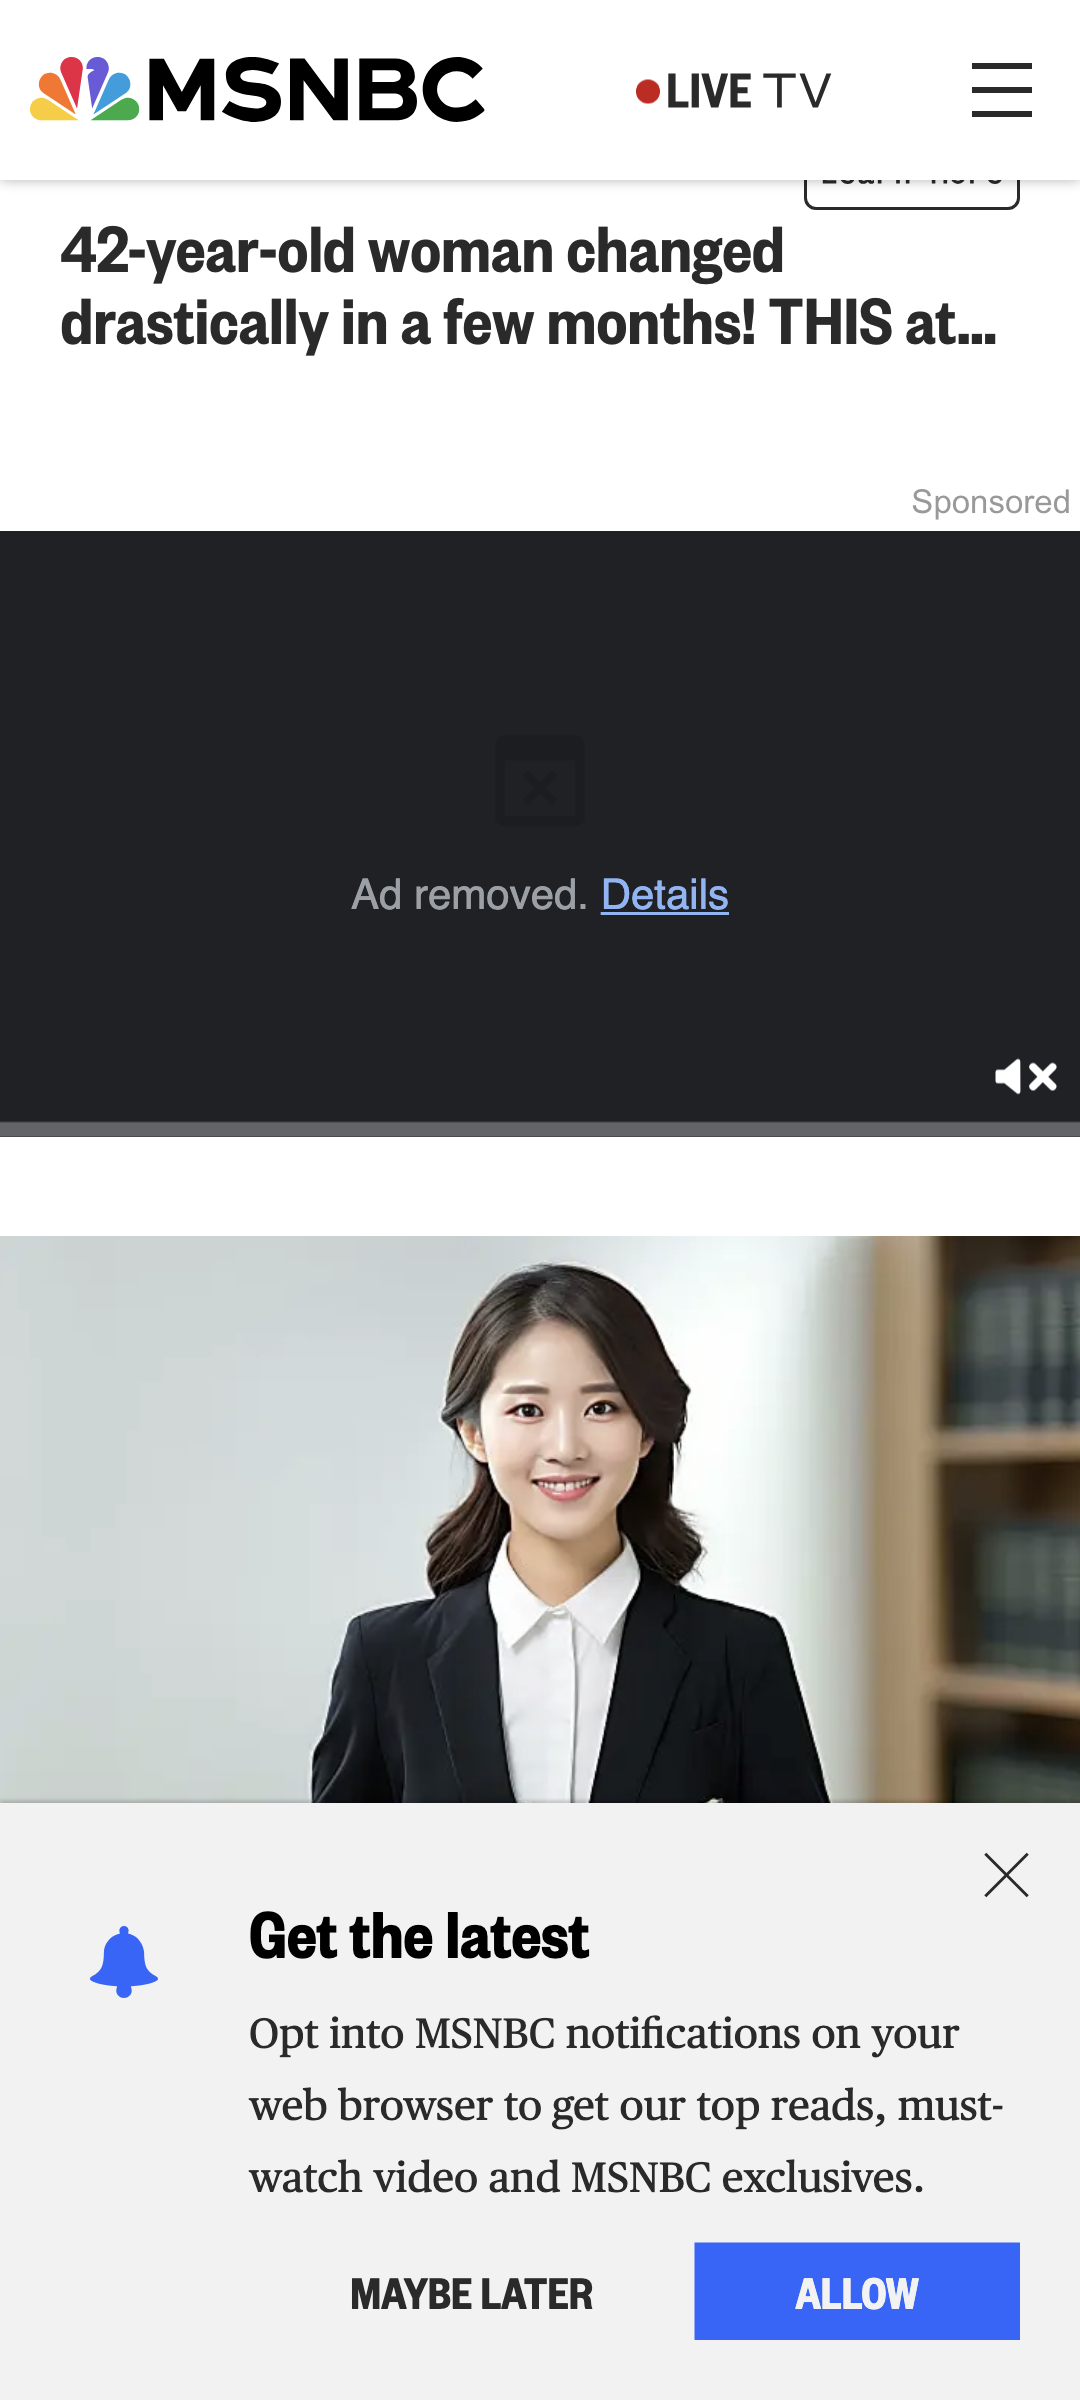 MSNBC
LIVE TV
42-year-old woman changed
drastically in a few months! THIS at...
Sponsored
Ad removed. Details
Get the latest
Opt into MSNBC notifications on your
web browser to get our top reads, must-
watch video and MSNBC exclusives.
MAYBE LATER
ALLOW